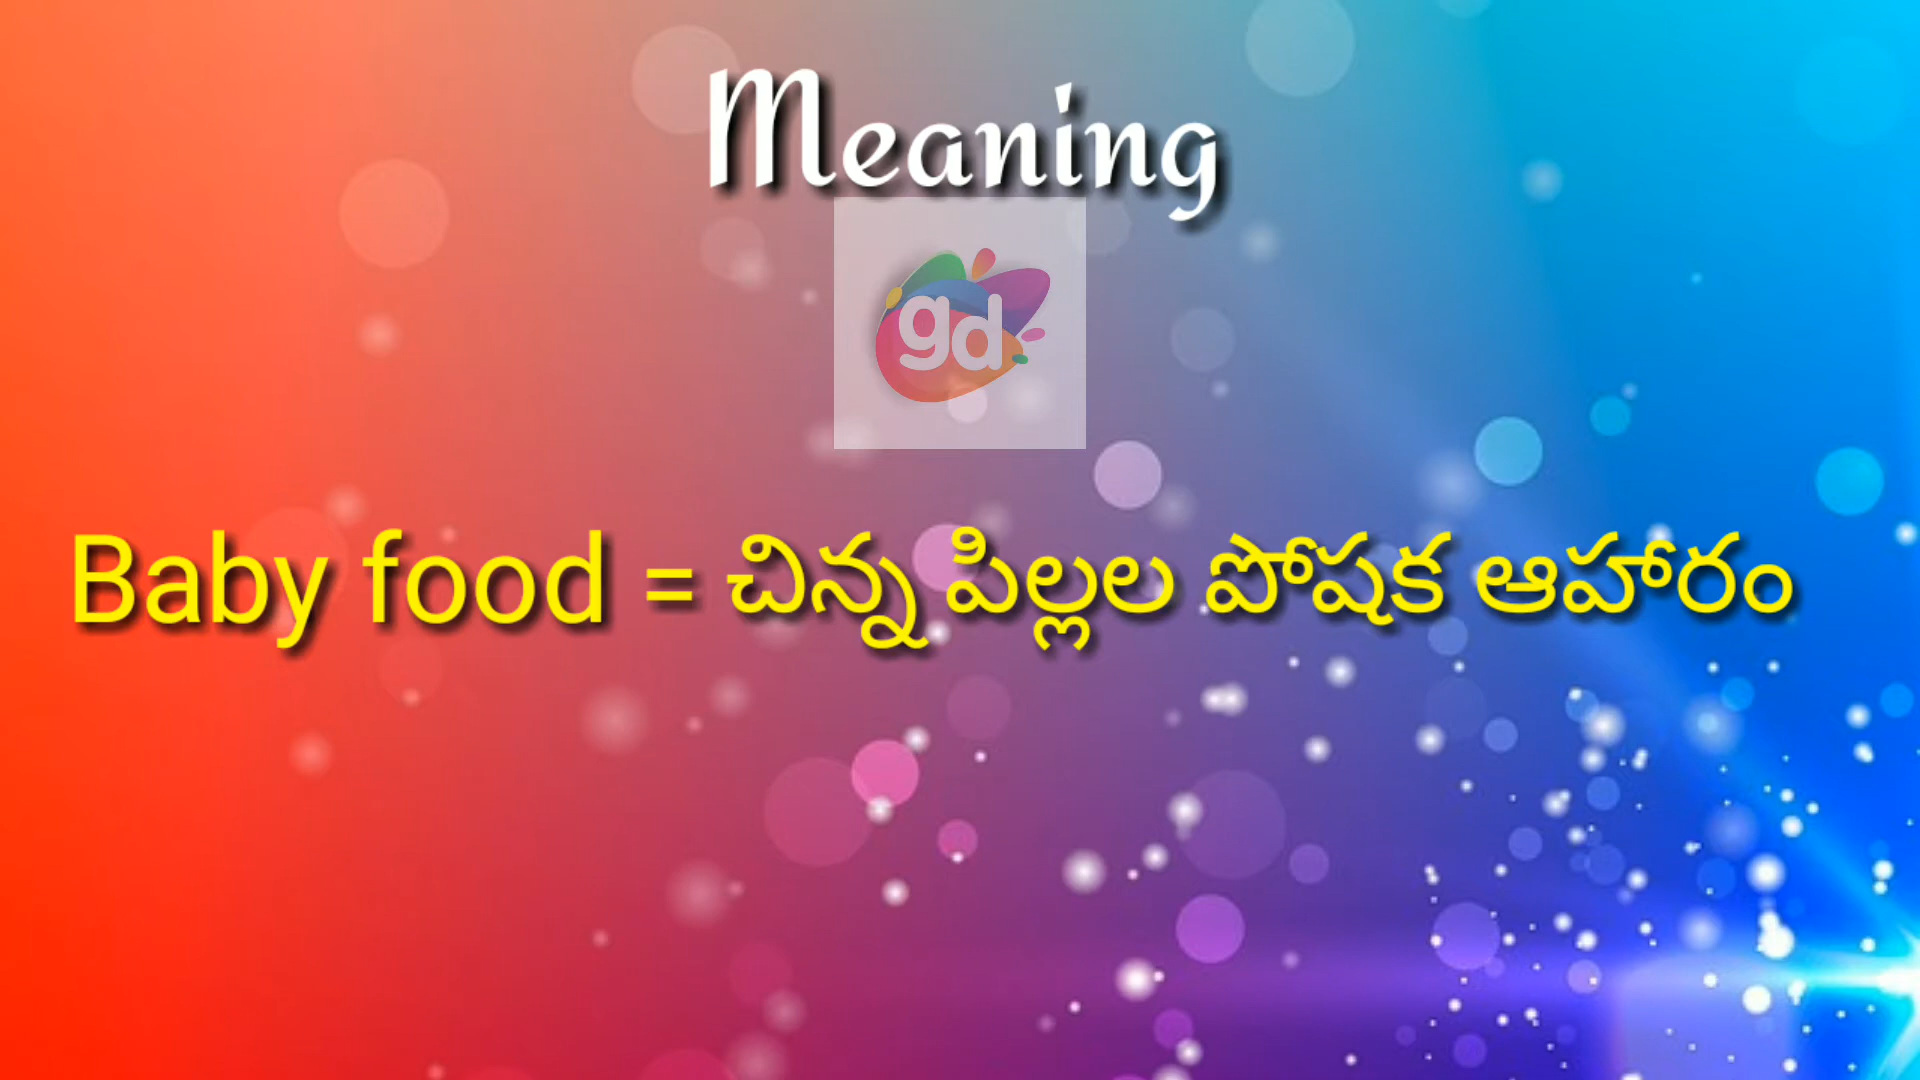 Meaning
gd
Baby food = చిన్న పిల్లల పోషక ఆహారం